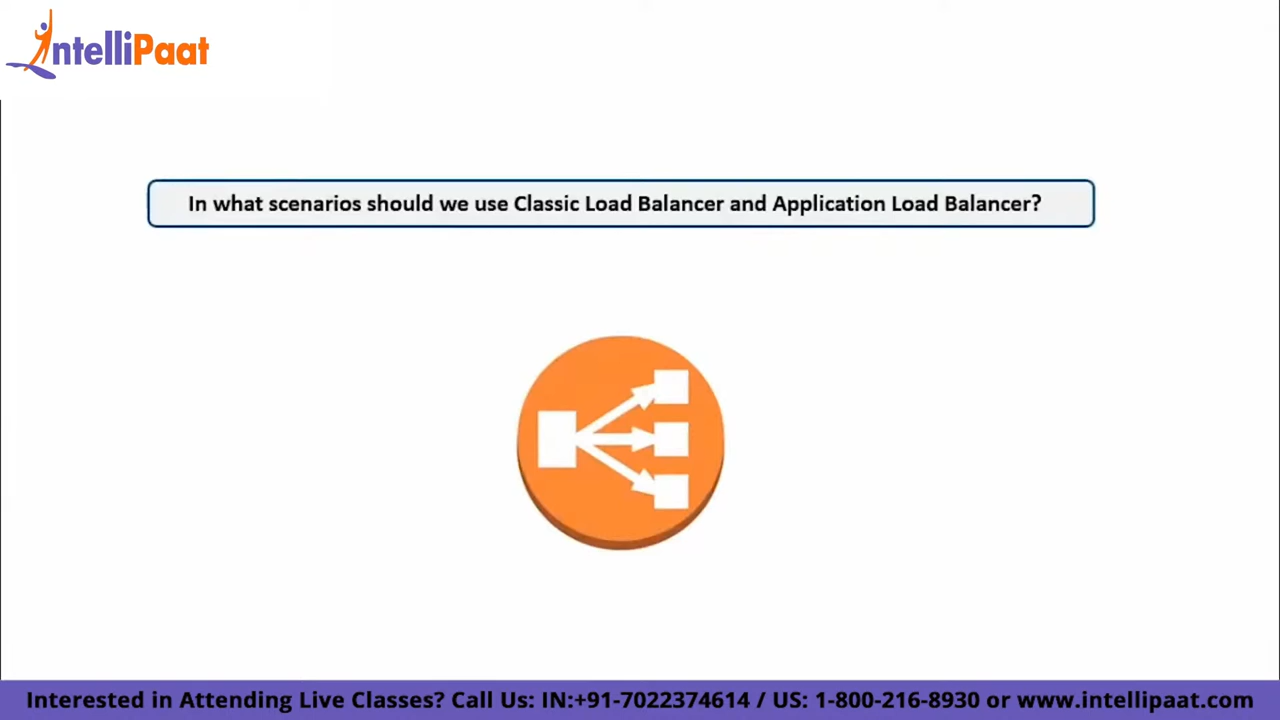 IntelliPaat
In what scenarios should we use Classic Load Balancer and Application Load Balancer?
Interested in Attending Live Classes? Call Us: IN:+91-7022374614 / US: 1-800-216-8930 or www.intellipaat.com